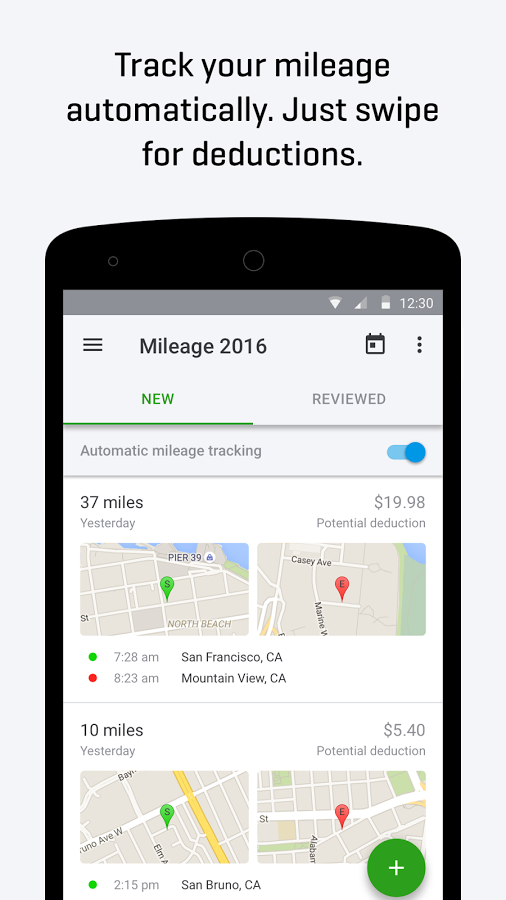 Track your mileage
automatically. Just swipe
for deductions.
12:30
Mileage 2016
NEW REVIEWED
Automatic mileage tracking
37 miles $19.98
Yesterday Potential deduction
PIER 39
Casey Ave
Marine W
St
NORTH BEACH
S
E
7:28 am San Francisco, CA
8:23 am Mountain View, CA
10 miles $5.40
Yesterday Potential deduction
Bayn
S
E
St
uno Ave W
Elm A
Alabam
+
2:15 pm San Bruno, CA